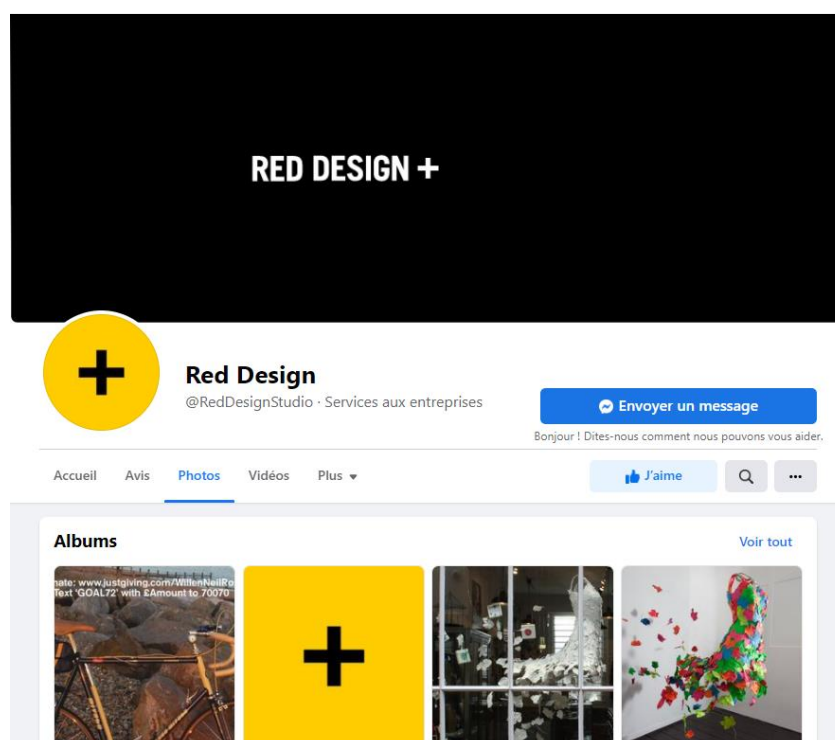 RED DESIGN +
Red Design
@RedDesignStudio · Services aux entreprises
Envoyer un message
Bonjour ! Dites-nous comment nous pouvons vous aider.
Accueil Avis Photos Vidéos Plus
J'aime
Albums
Voir tout
nate: www.justgiving.com/WillenNeilRo
Text 'GOAL72' with £Amount to 70070